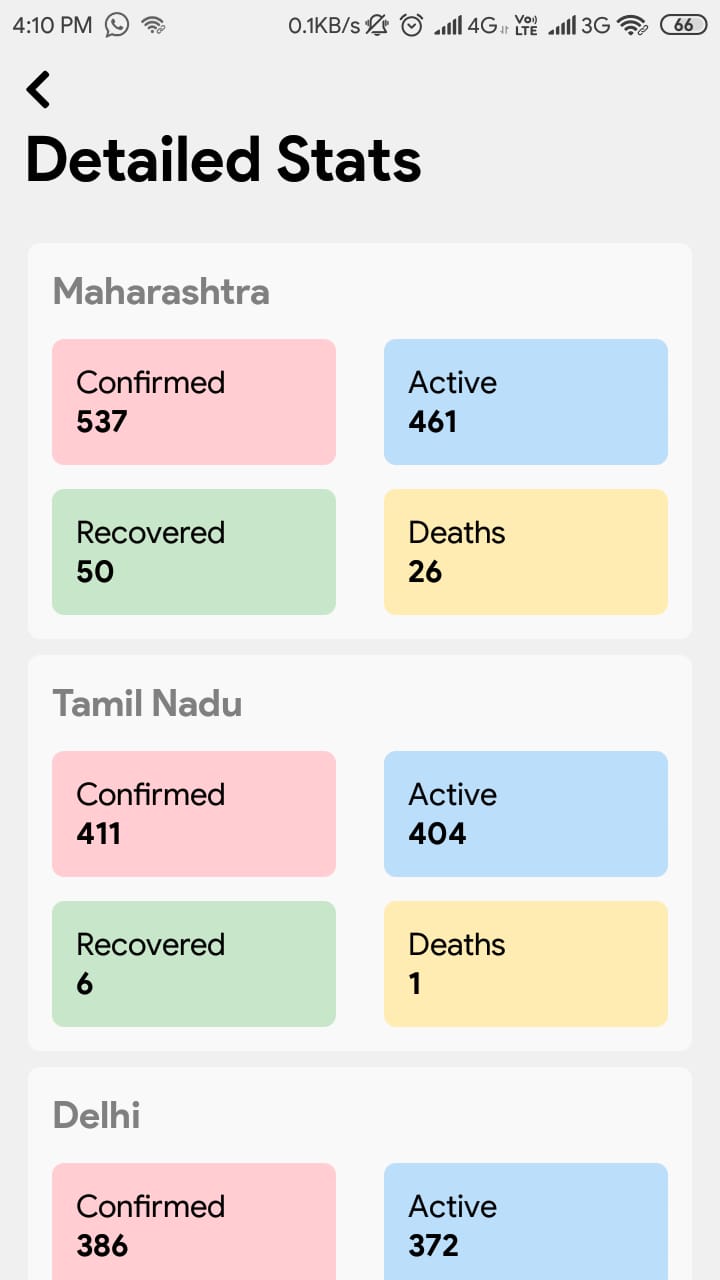 4:10 PM 0.1KB/s 4G Vo) LTE 3G 66
Detailed Stats
Maharashtra
Confirmed Active
537 461
Recovered Deaths
50 26
Tamil Nadu
Confirmed Active
411 404
Recovered Deaths
6 1
Delhi
Confirmed Active
386 372